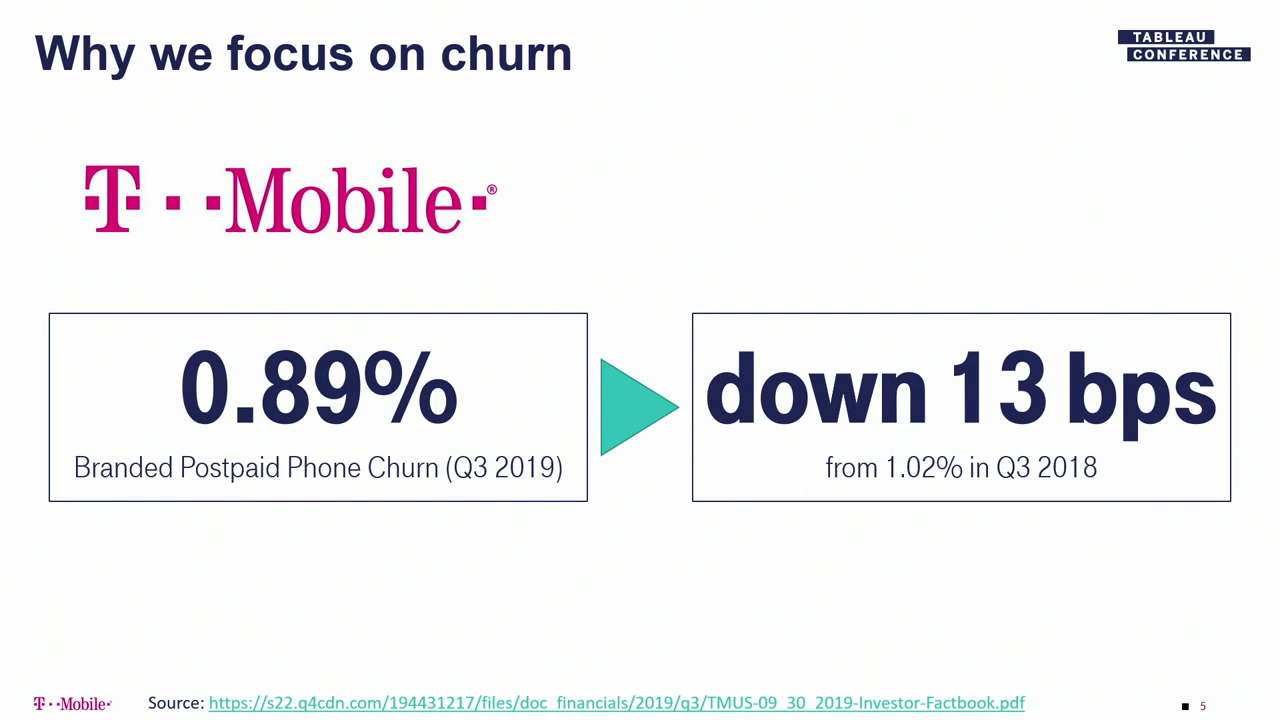 Why we focus on churn
TABLEAU
CONFERENCE
T··Mobile·®
0.89%
Branded Postpaid Phone Churn (Q3 2019)
down 13 bps
from 1.02% in Q3 2018
T··Mobile·
Source: https://s22.q4cdn.com/194431217/files/doc_financials/2019/q3/TMUS-09_30_2019-Investor-Factbook.pdf
5